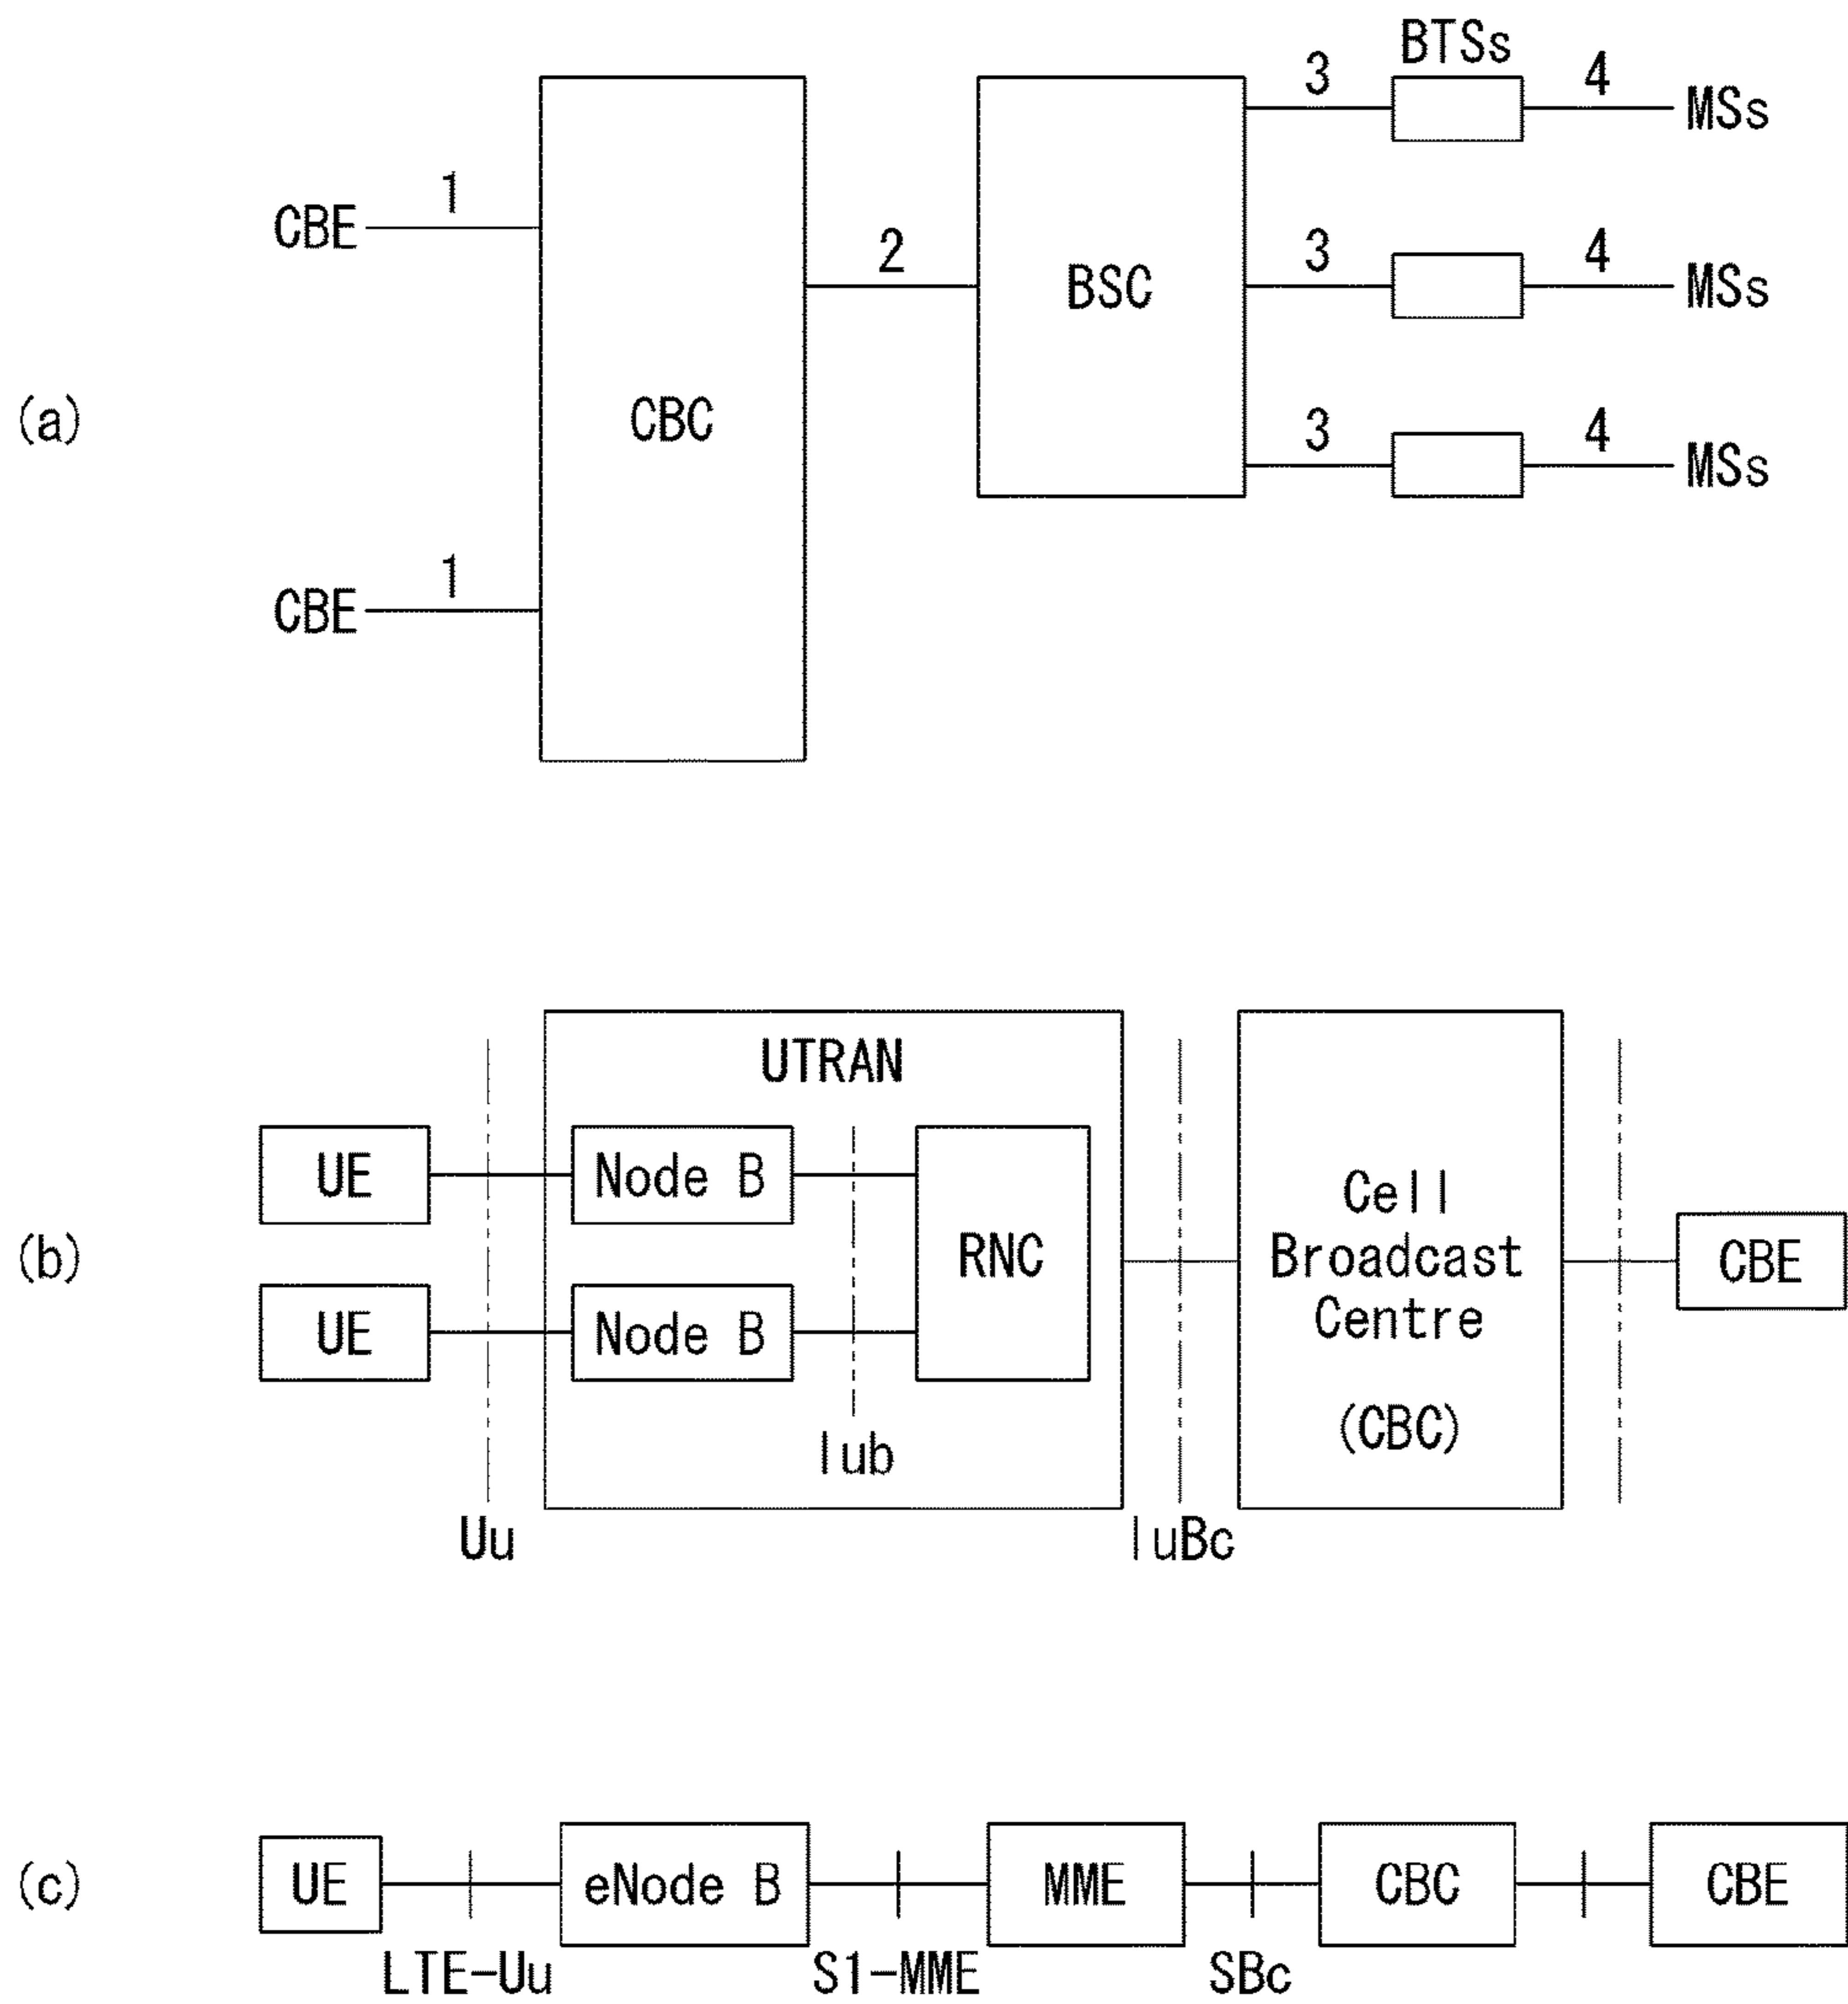 BTSs
3
4
MSs
1
CBE
2
BSC
3
4
MSs
(a)
CBC
3
4
MSs
1
CBE
UTRAN
UE
Node B
Cell
(b)
RNC
Broadcast
CBE
UE
Node B
Centre
(CBC)
Iub
Uu
IuBc
(c)
UE
eNode B
MME
CBC
CBE
LTE-Uu
S1-MME
SBc